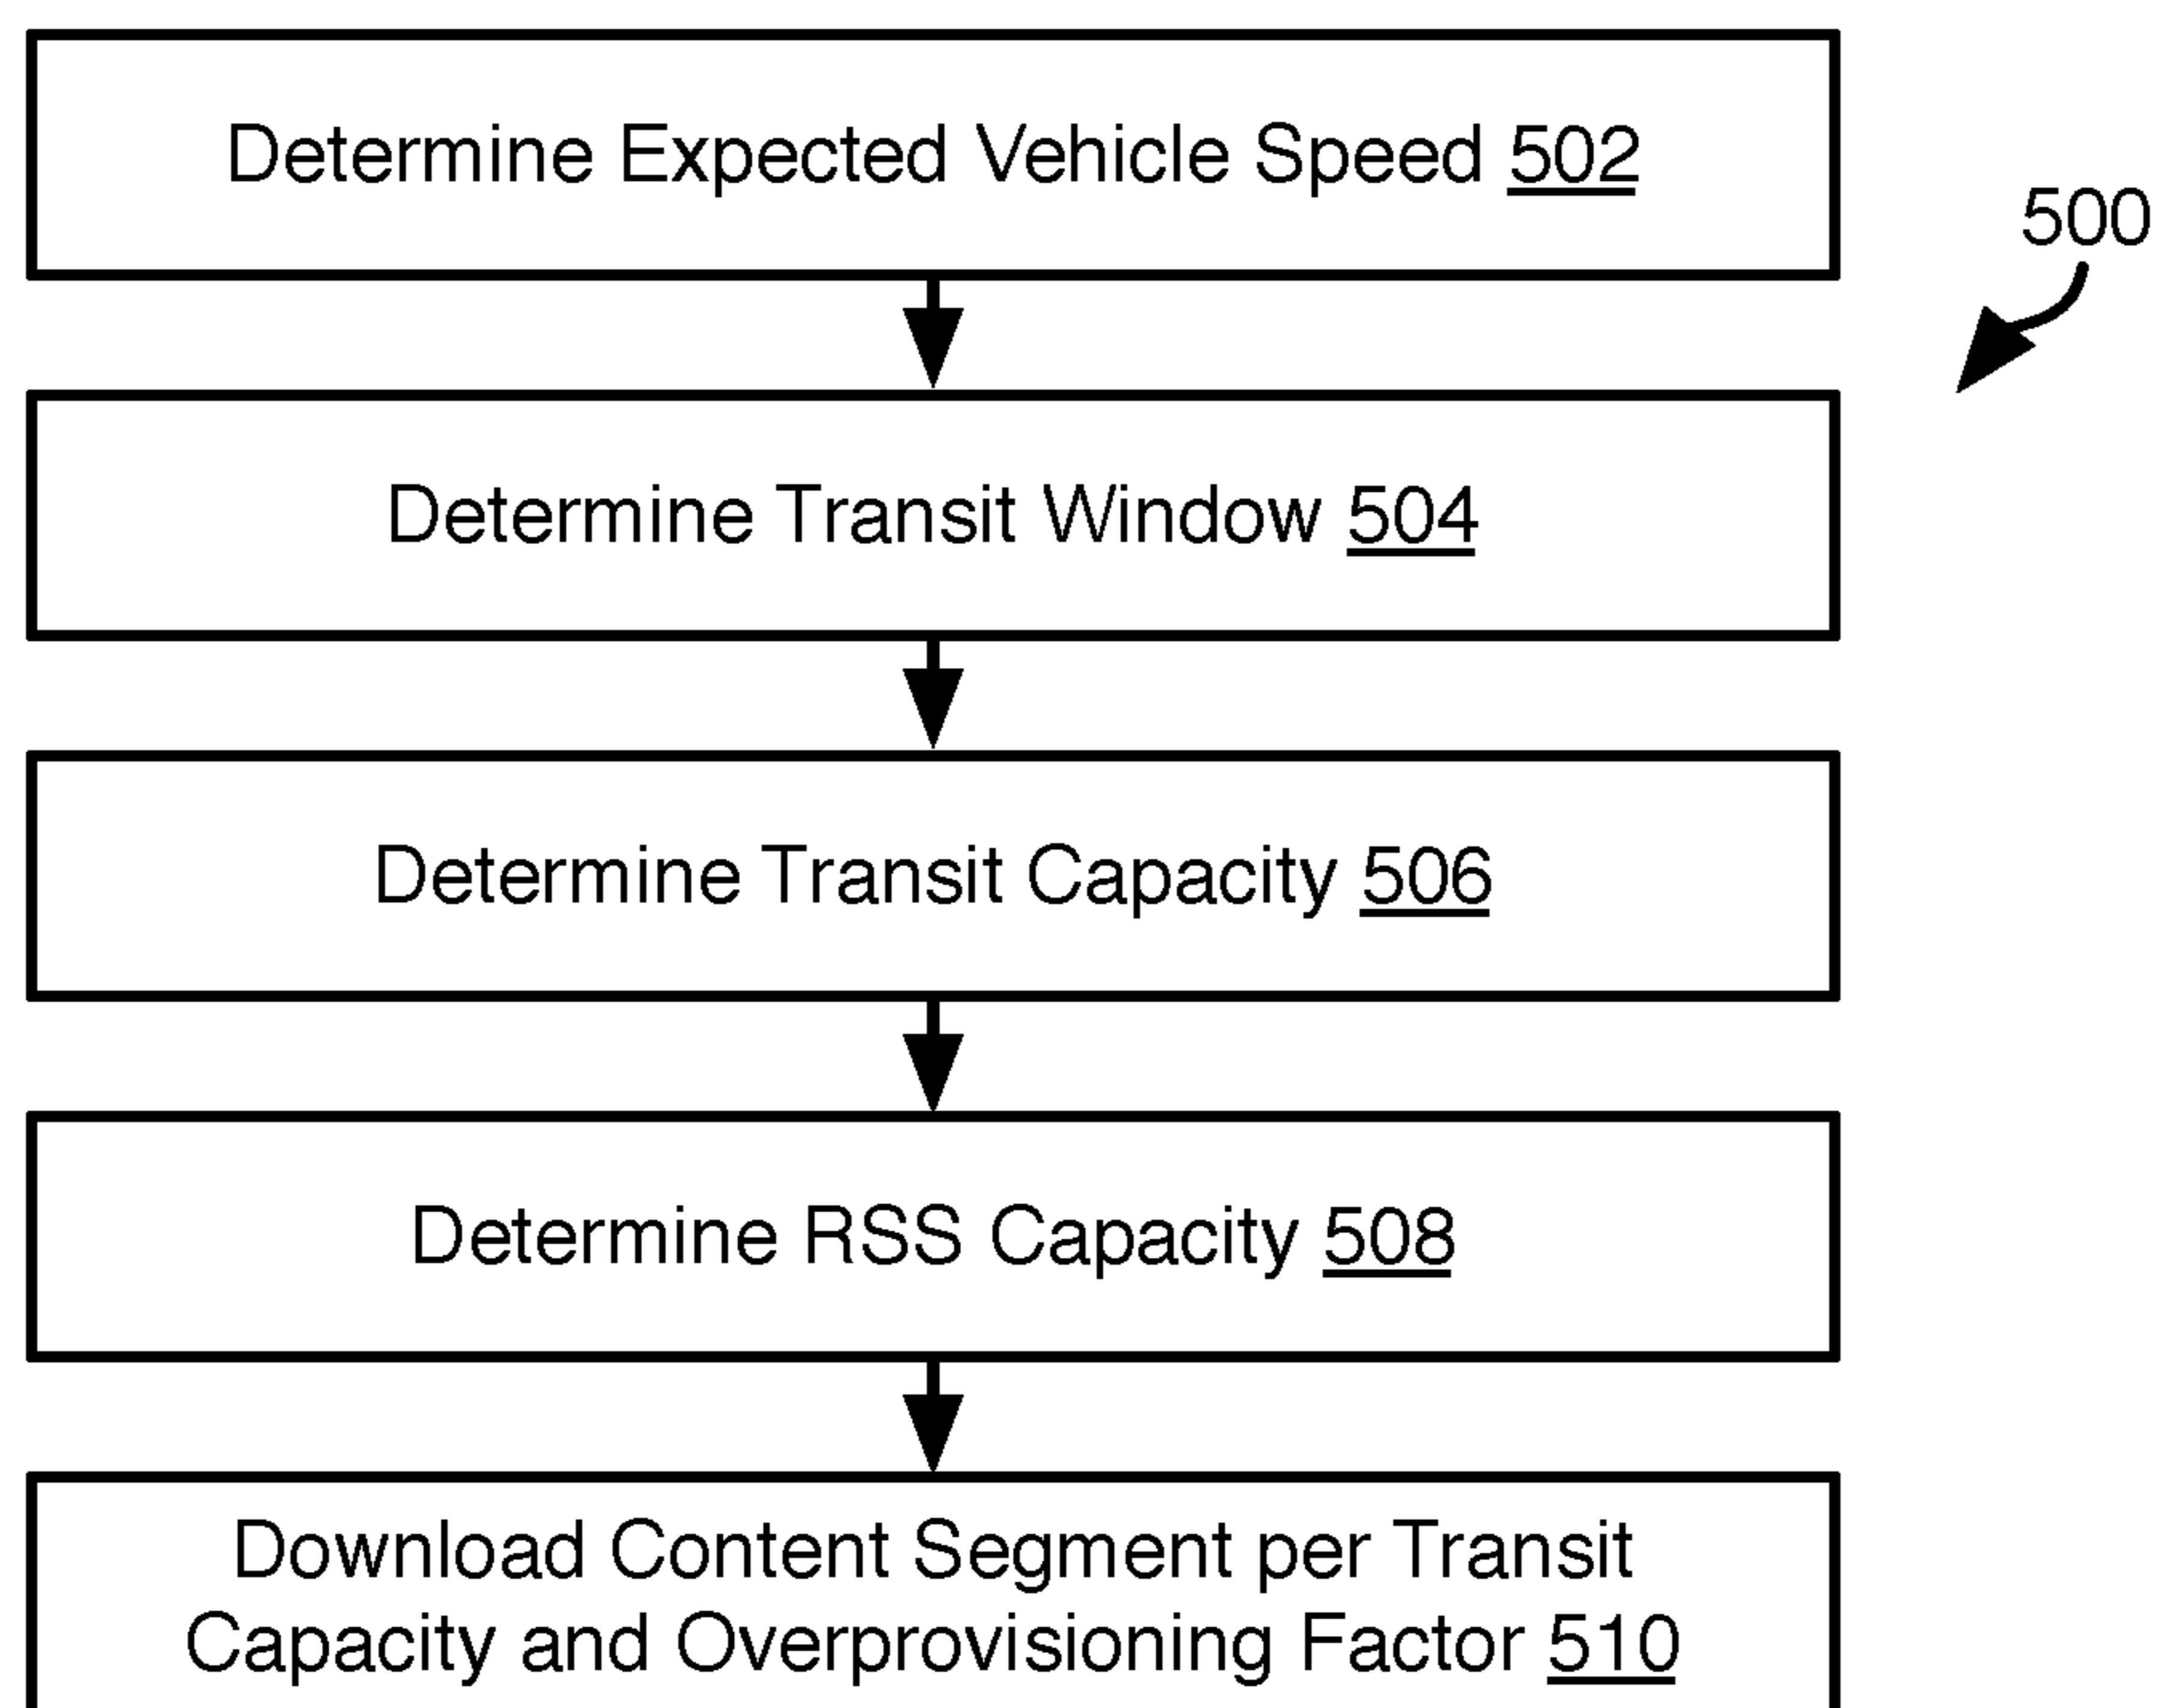 Determine Expected Vehicle Speed 502
500
Determine Transit Window 504
Determine Transit Capacity 506
Determine RSS Capacity 508
Download Content Segment per Transit
Capacity and Overprovisioning Factor 510